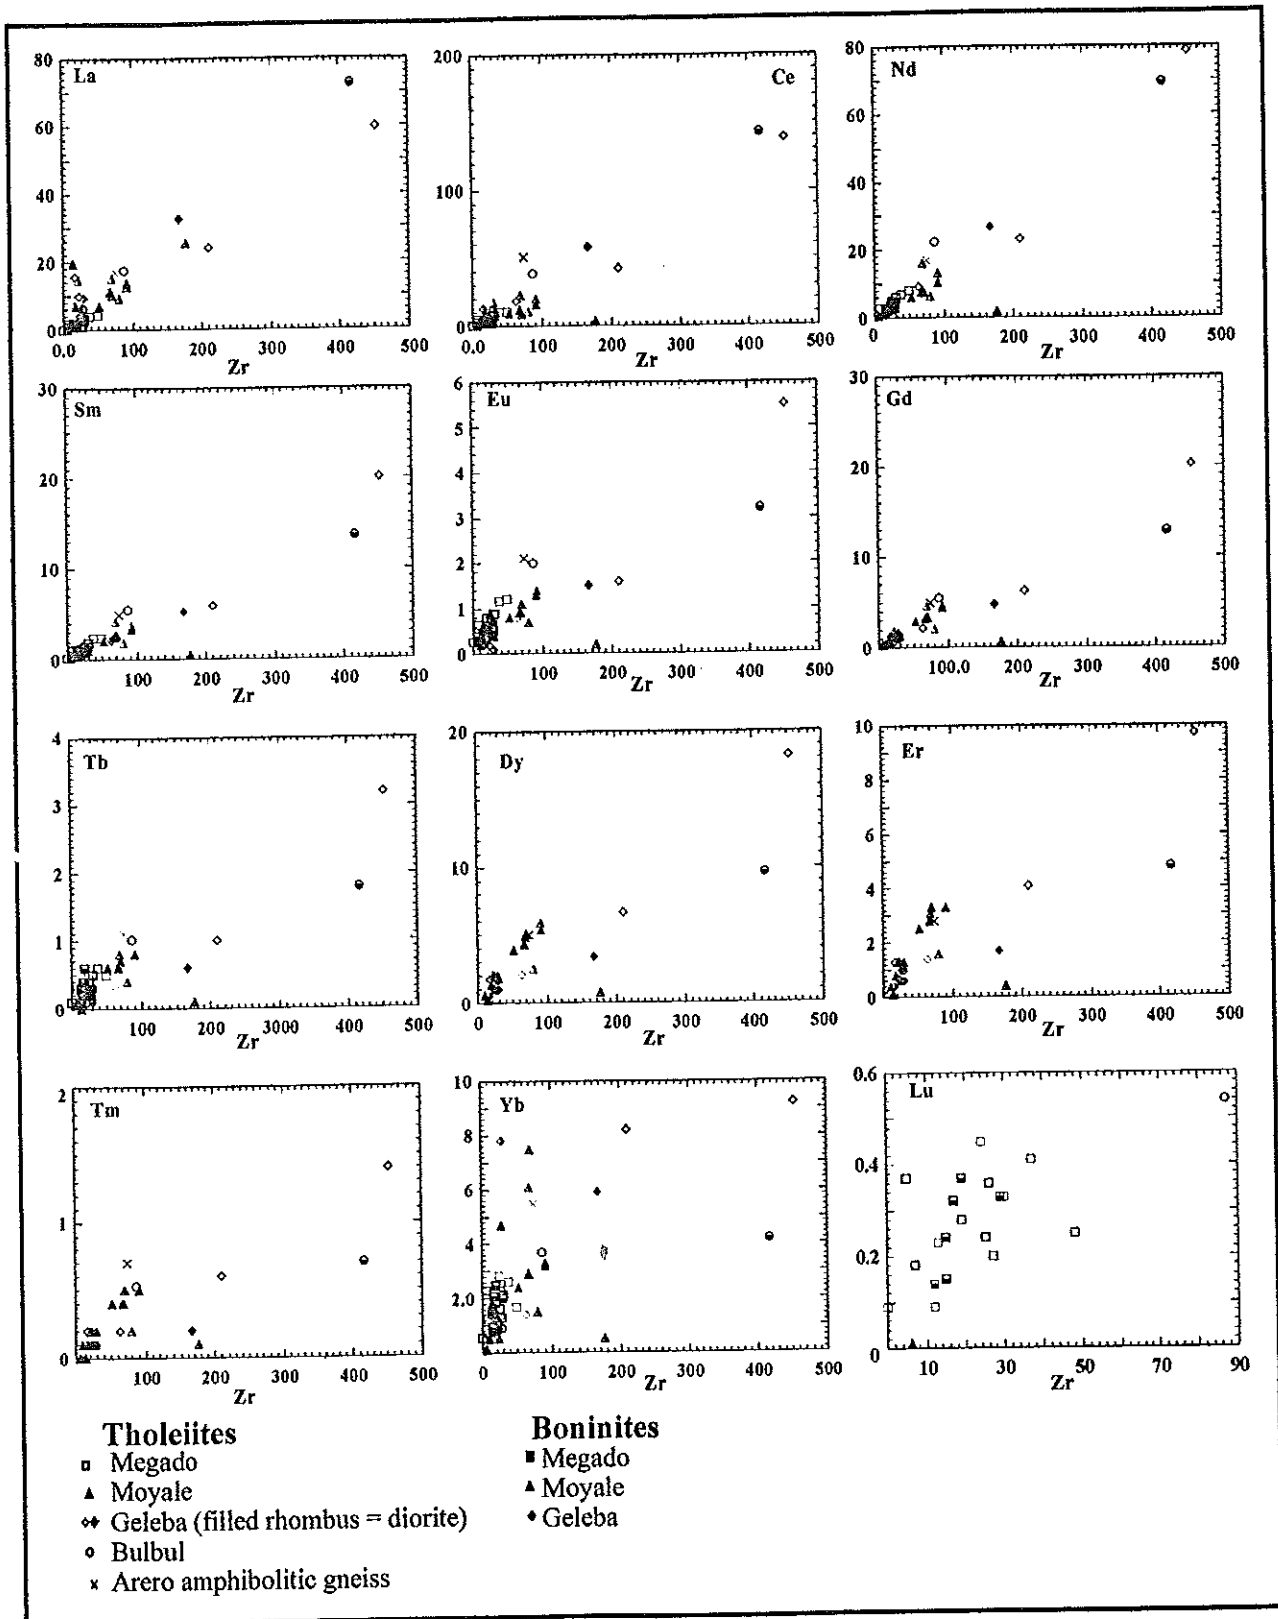 La
80
60
40
20
0
0.0 100 200 300 400 500
Zr
Ce
200
100
0
0.0 100 200 300 400 500
Zr
Nd
80
60
40
20
0
0 100 200 300 400 500
Zr
Sm
30
20
10
0
100 200 300 400 500
Zr
Eu
6
5
4
3
2
1
0
0 100 200 300 400 500
Zr
Gd
30
20
10
0
0 100.0 200 300 400 500
Zr
Tb
4
3
2
1
0
100 200 300 400 500
Zr
Dy
20
10
0
0 100 200 300 400 500
Zr
Er
10
8
6
4
2
0
100 200 300 400 500
Zr
Tm
2
1
0
100 200 300 400 500
Zr
Yb
10
8
6
4
2.0
0 100 200 300 400 500
Zr
Lu
0.6
0.4
0.2
0
10 30 50 70 90
Zr
Tholeiites
Megado
Moyale
Geleba (filled rhombus = diorite)
Bulbul
Arero amphibolitic gneiss
Boninites
Megado
Moyale
Geleba